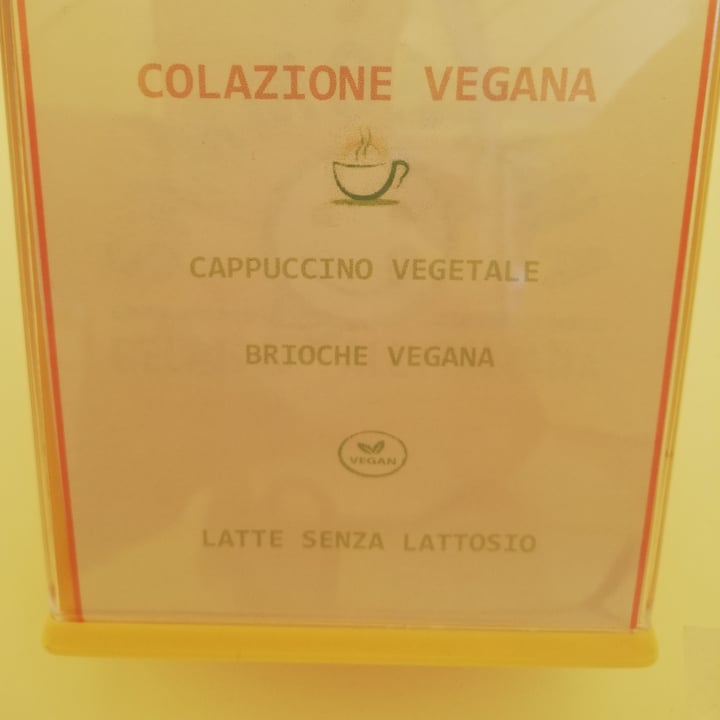 COLAZIONE VEGANA
CAPPUCCINO VEGETALE
BRIOCHE VEGANA
VEGAN
LATTE SENZA LATTOSIO